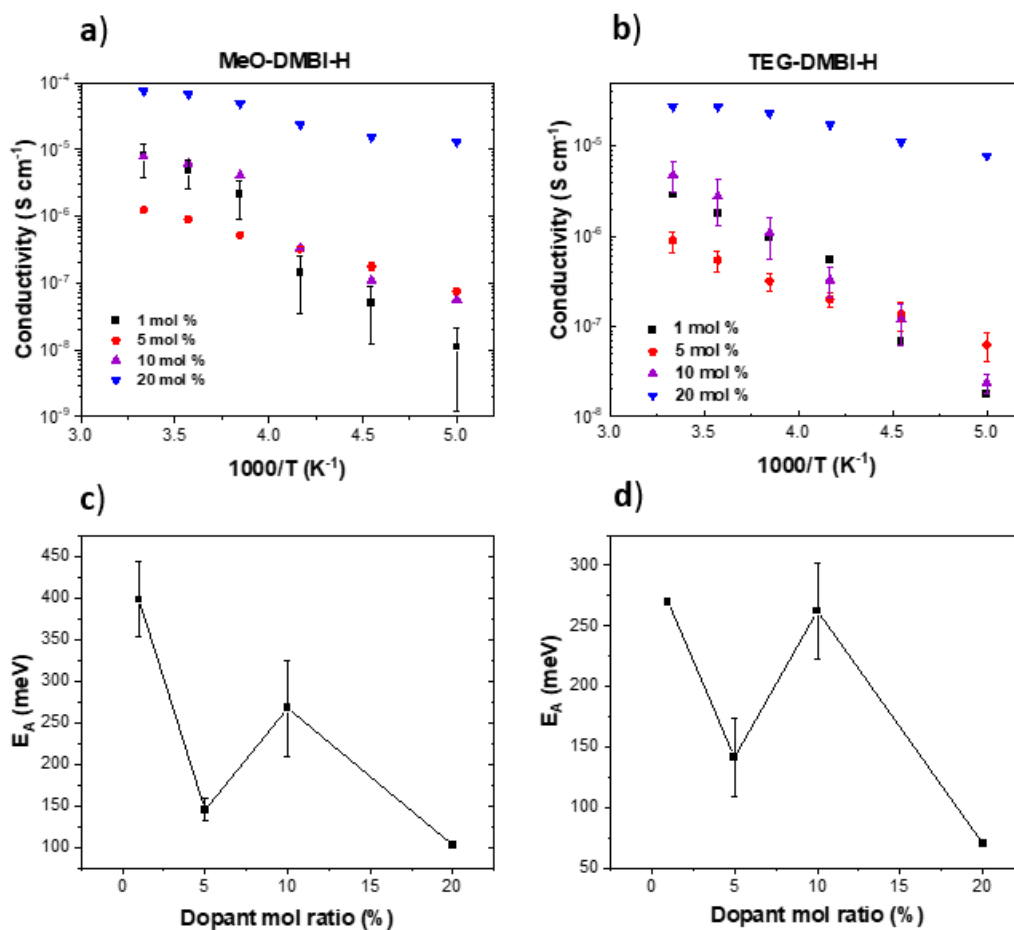 a)
MeO-DMBI-H
10⁻⁴
10⁻⁵
10⁻⁶
10⁻⁷
10⁻⁸
10⁻⁹
Conductivity (S cm⁻¹)
1 mol %
5 mol %
10 mol %
20 mol %
3.0 3.5 4.0 4.5 5.0
1000/T (K⁻¹)
b)
TEG-DMBI-H
10⁻⁵
10⁻⁶
10⁻⁷
10⁻⁸
Conductivity (S cm⁻¹)
1 mol %
5 mol %
10 mol %
20 mol %
3.0 3.5 4.0 4.5 5.0
1000/T (K⁻¹)
c)
450
400
350
300
250
200
150
100
E_A (meV)
0 5 10 15 20
Dopant mol ratio (%)
d)
300
250
200
150
100
50
E_A (meV)
0 5 10 15 20
Dopant mol ratio (%)